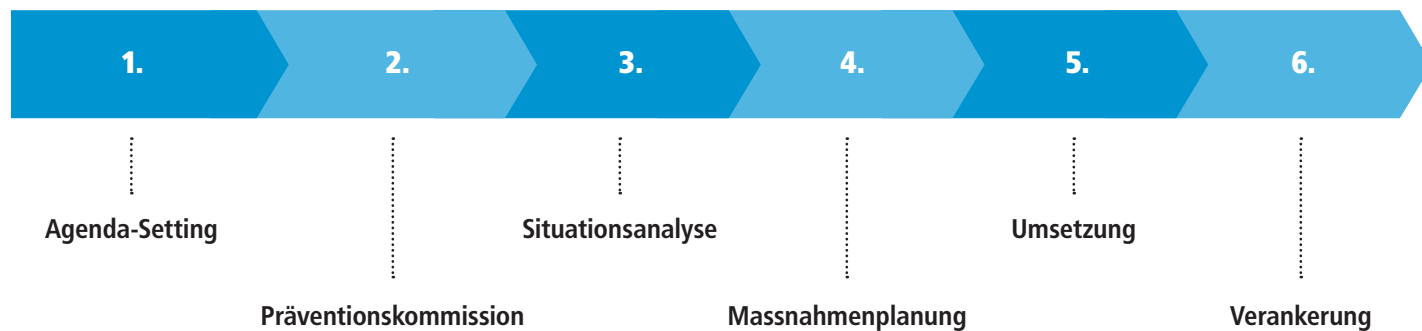 1. 2. 3. 4. 5. 6.
Agenda-Setting Situationsanalyse Umsetzung
Präventionskommission Massnahmenplanung Verankerung